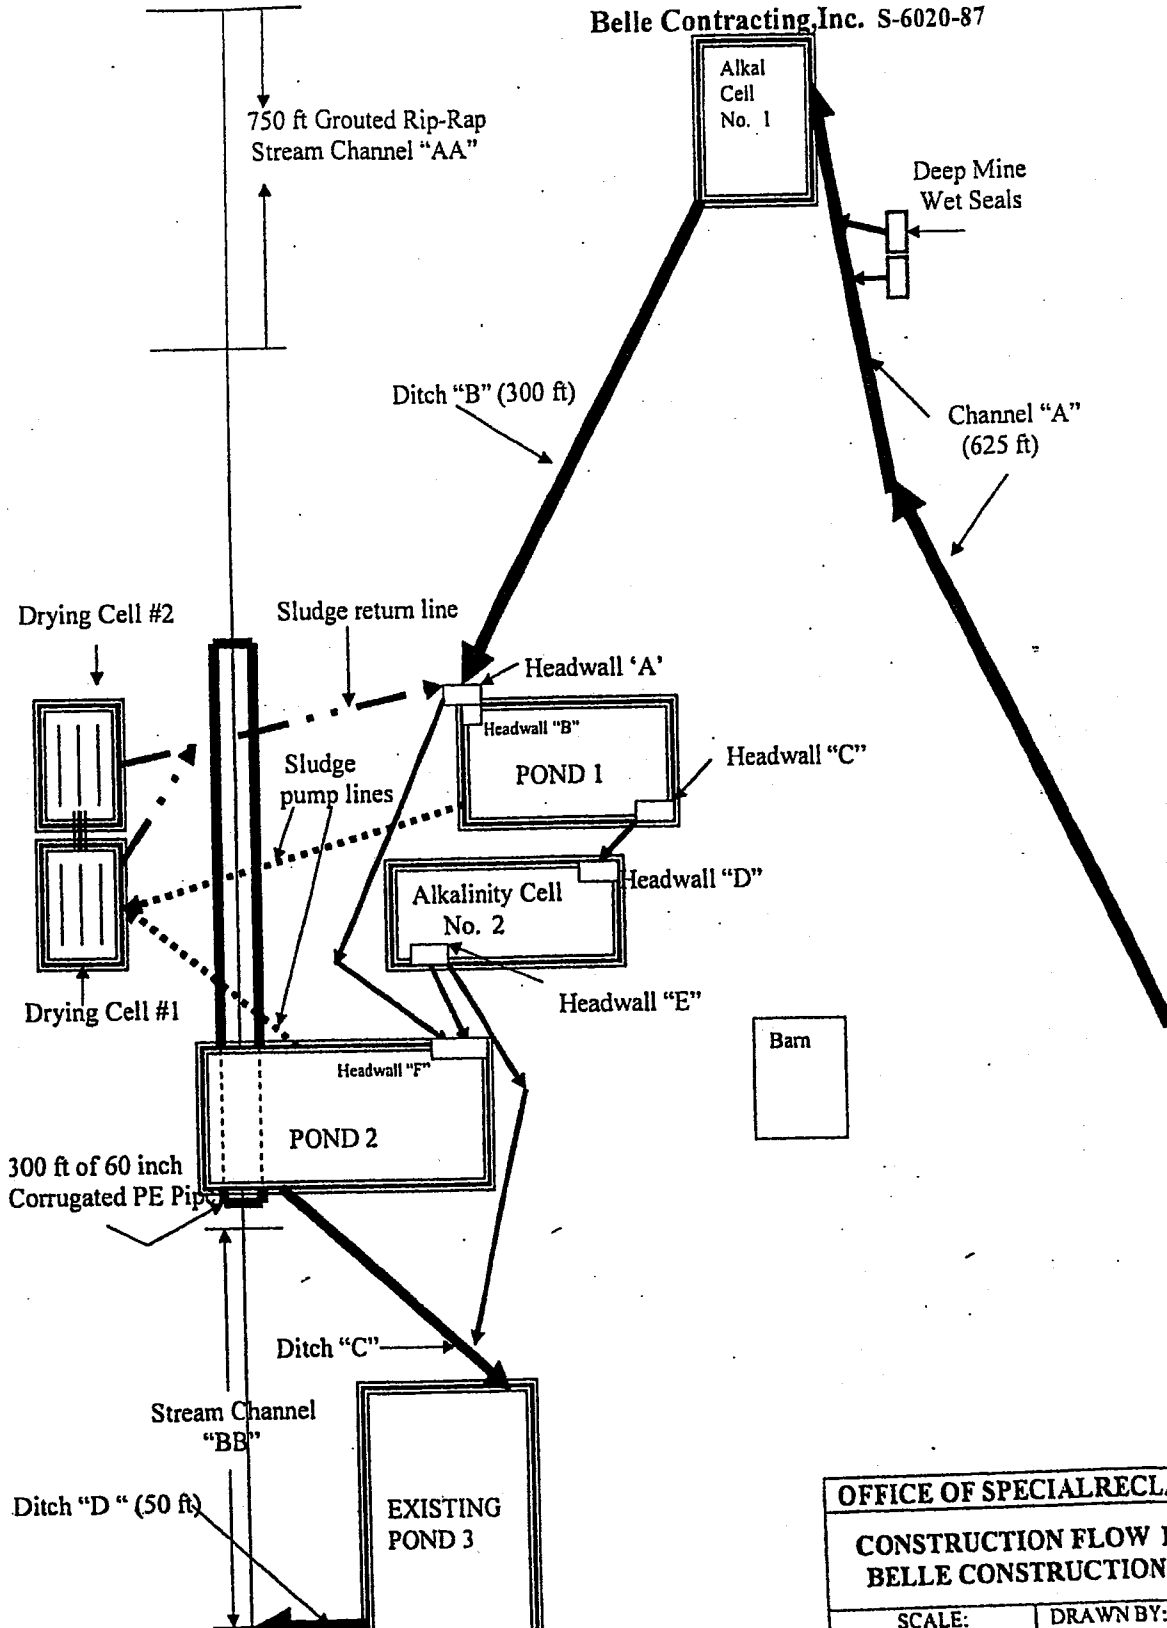 Belle Contracting,Inc. S-6020-87
Alkal
Cell
No. 1
750 ft Grouted Rip-Rap
Stream Channel “AA”
Deep Mine
Wet Seals
Ditch “B” (300 ft)
Channel “A”
(625 ft)
Drying Cell #2
Sludge return line
Headwall ‘A’
Headwall “B”
POND 1
Headwall “C”
Sludge
pump lines
Headwall “D”
Alkalinity Cell
No. 2
Headwall “E”
Drying Cell #1
Barn
Headwall “F”
POND 2
300 ft of 60 inch
Corrugated PE Pipe
Ditch “C”
Stream Channel
“BB”
Ditch “D “ (50 ft)
EXISTING
POND 3
OFFICE OF SPECIAL
CONSTRUCTION FLOW
BELLE CONSTRUCTION
SCALE:
DRAWN BY: